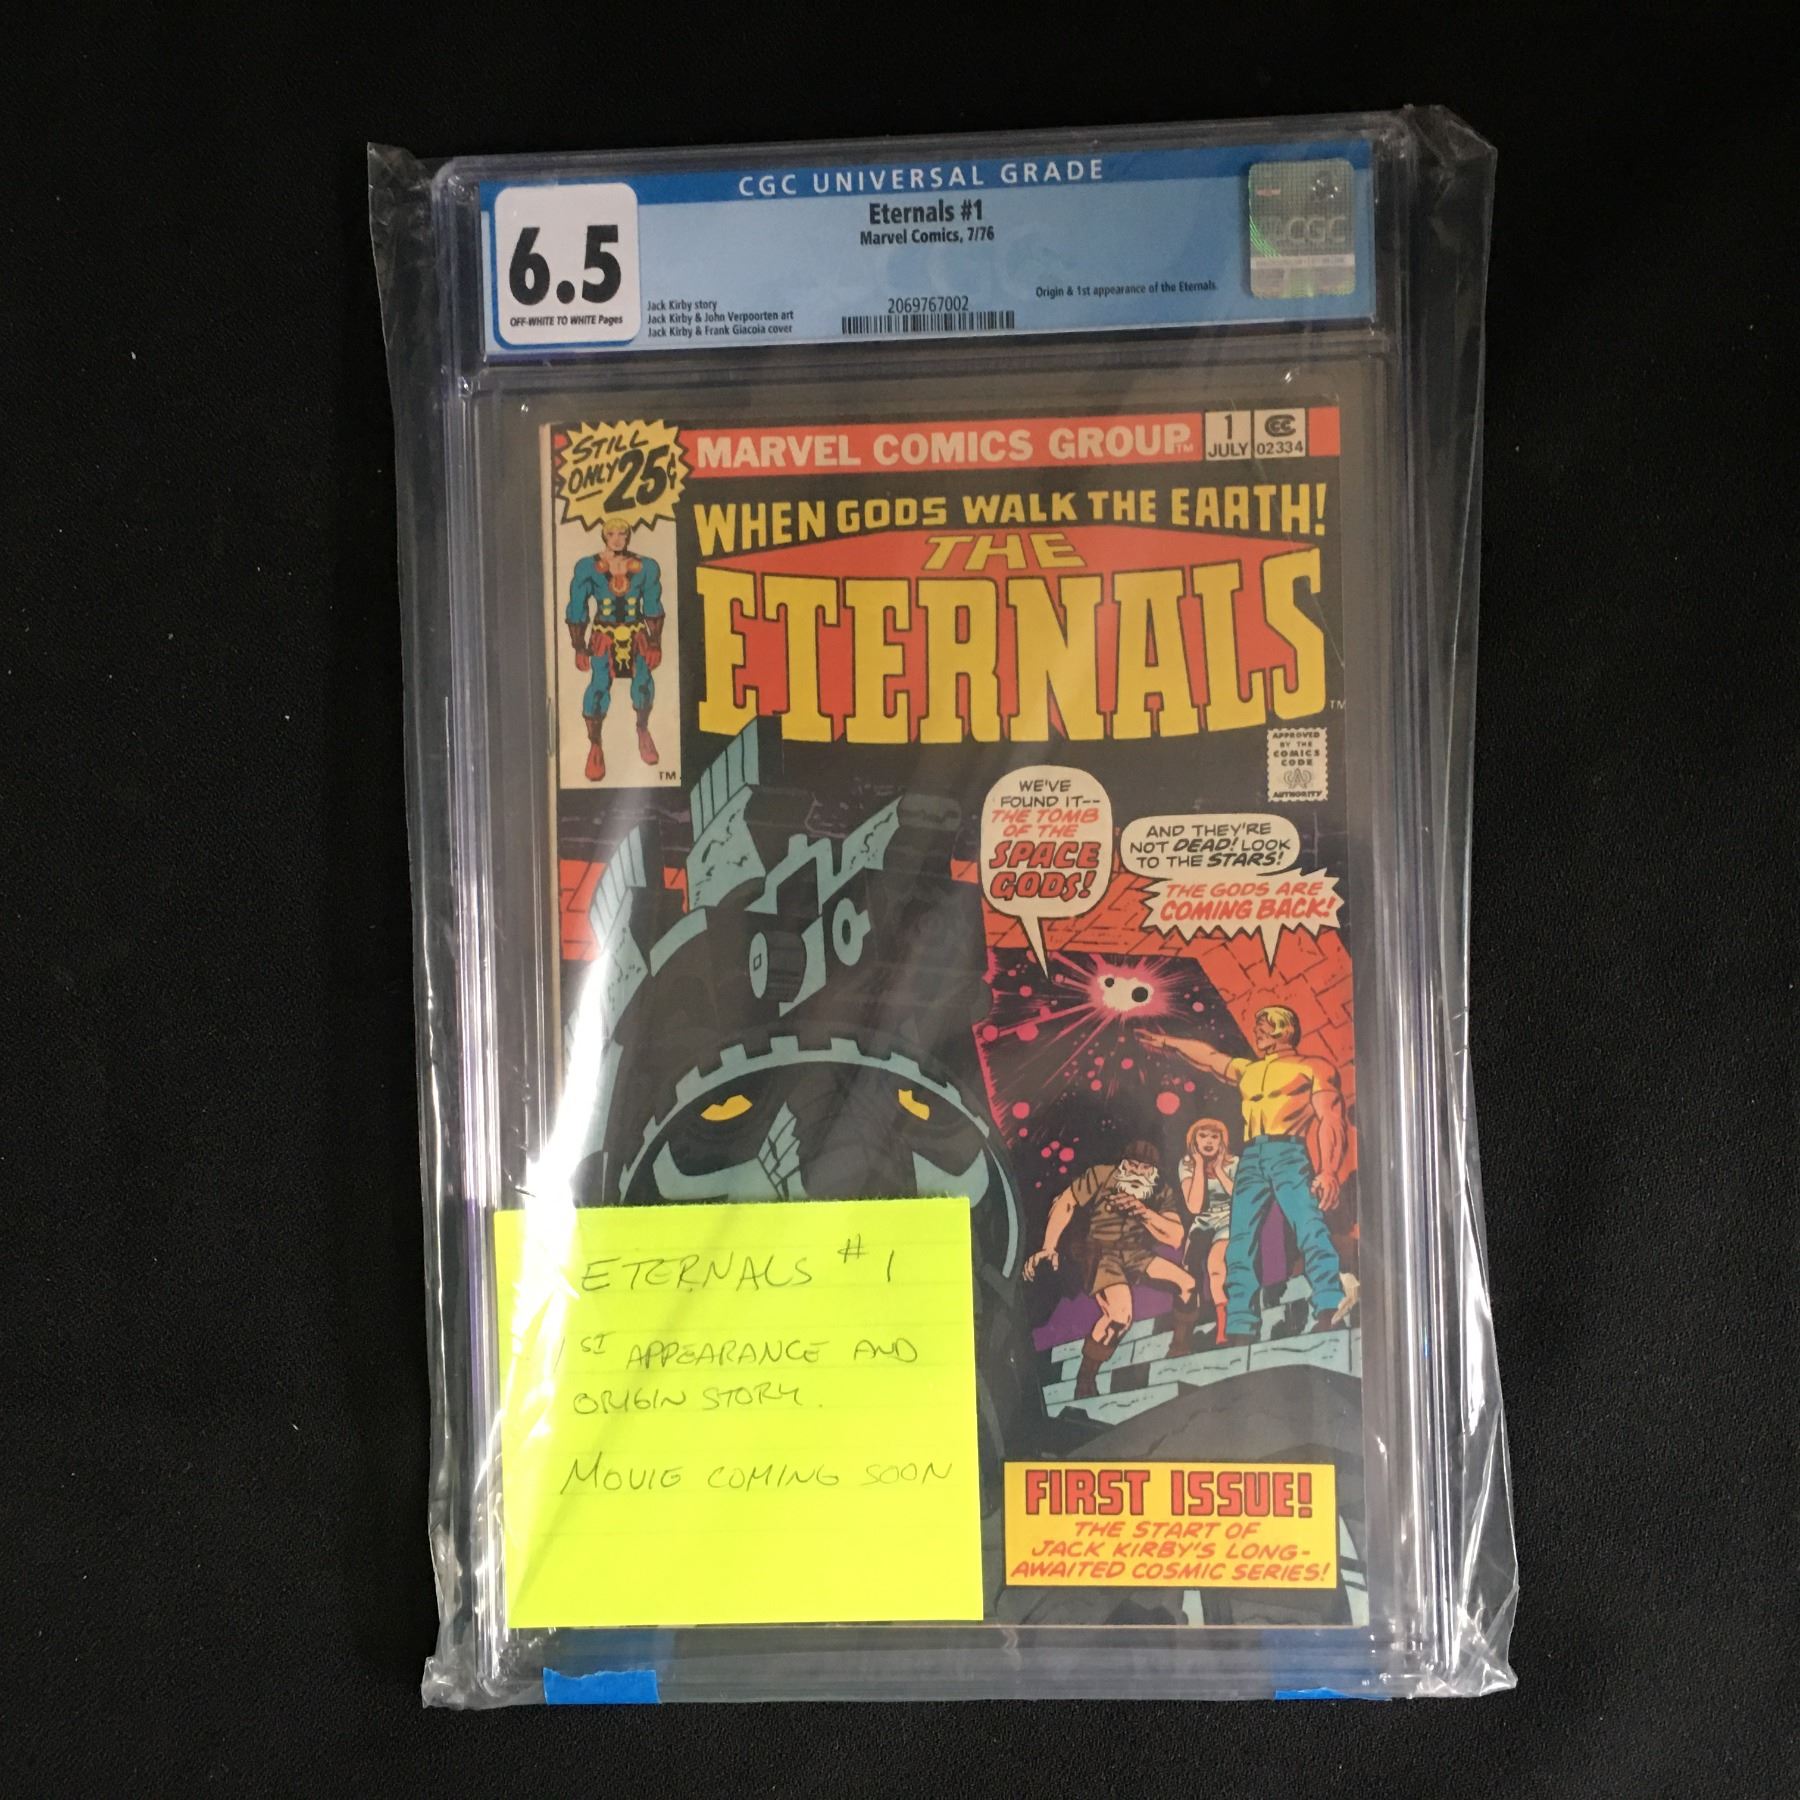 CGC UNIVERSAL GRADE
6.5
OFF-WHITE TO WHITE Pages
Eternals #1
Marvel Comics, 7/76
Jack Kirby story
Jack Kirby & John Verpoorten art
Jack Kirby & Frank Giacoia cover
2069767002
Origin & 1st appearance of the Eternals.
CGC
STILL
ONLY 25¢
MARVEL COMICS GROUP™
1
JULY
CC
02334
WHEN GODS WALK THE EARTH!
THE
ETERNALS
TM
TM
APPROVED
BY THE
COMICS
CODE
CA
AUTHORITY
WE'VE
FOUND IT--
THE TOMB
OF THE
SPACE
GODS!
AND THEY'RE
NOT DEAD! LOOK
TO THE STARS!
THE GODS ARE
COMING BACK!
ETERNALS #1
1ST APPEARANCE AND
ORIGIN STORY.
MOVIE COMING SOON
FIRST ISSUE!
THE START OF
JACK KIRBY'S LONG-
AWAITED COSMIC SERIES!